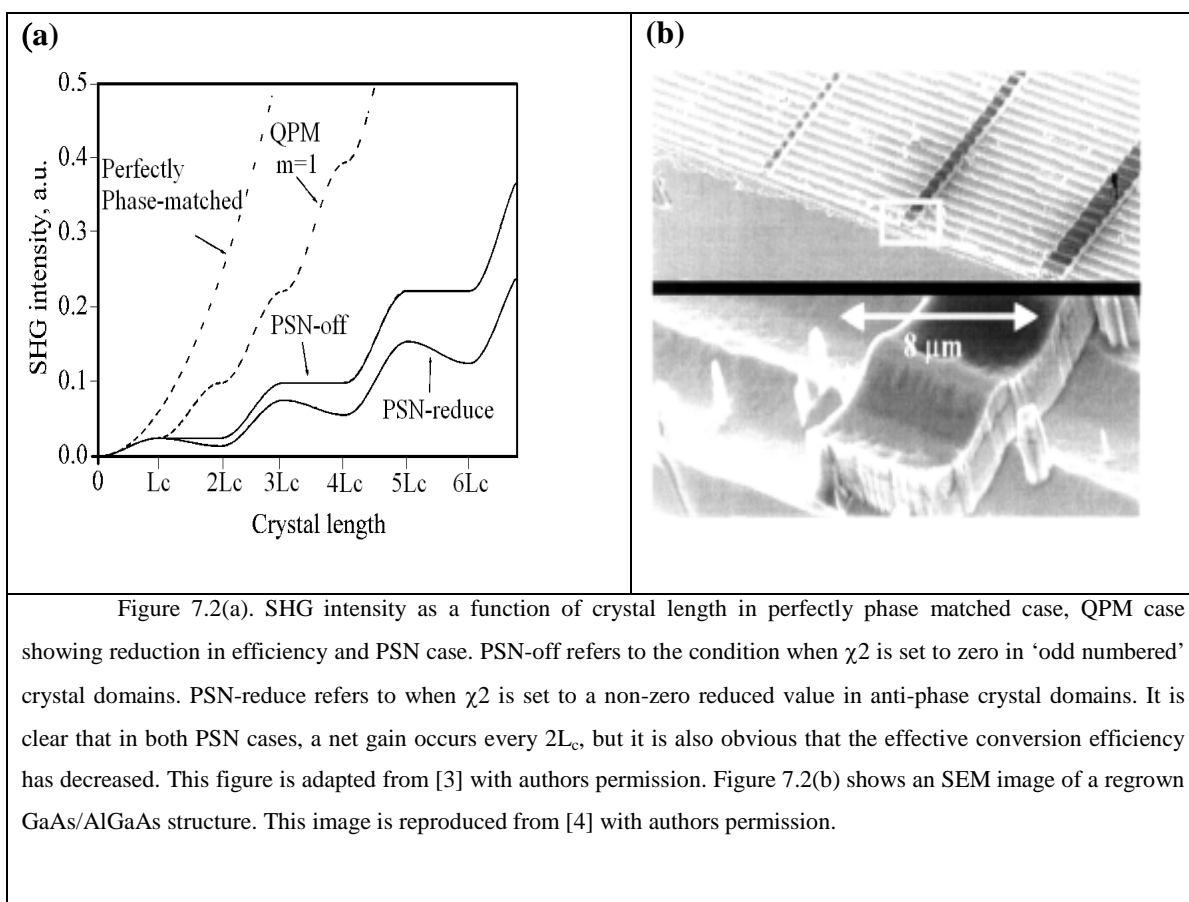 (a)
0.5
0.4
0.3
0.2
0.1
0.0
SHG intensity, a.u.
Perfectly
Phase-matched
QPM
m=1
PSN-off
PSN-reduce
0 Lc 2Lc 3Lc 4Lc 5Lc 6Lc
Crystal length
(b)
8 μm
Figure 7.2(a). SHG intensity as a function of crystal length in perfectly phase matched case, QPM case
showing reduction in efficiency and PSN case. PSN-off refers to the condition when χ2 is set to zero in ‘odd numbered’
crystal domains. PSN-reduce refers to when χ2 is set to a non-zero reduced value in anti-phase crystal domains. It is
clear that in both PSN cases, a net gain occurs every 2Lc, but it is also obvious that the effective conversion efficiency
has decreased. This figure is adapted from [3] with authors permission. Figure 7.2(b) shows an SEM image of a regrown
GaAs/AlGaAs structure. This image is reproduced from [4] with authors permission.